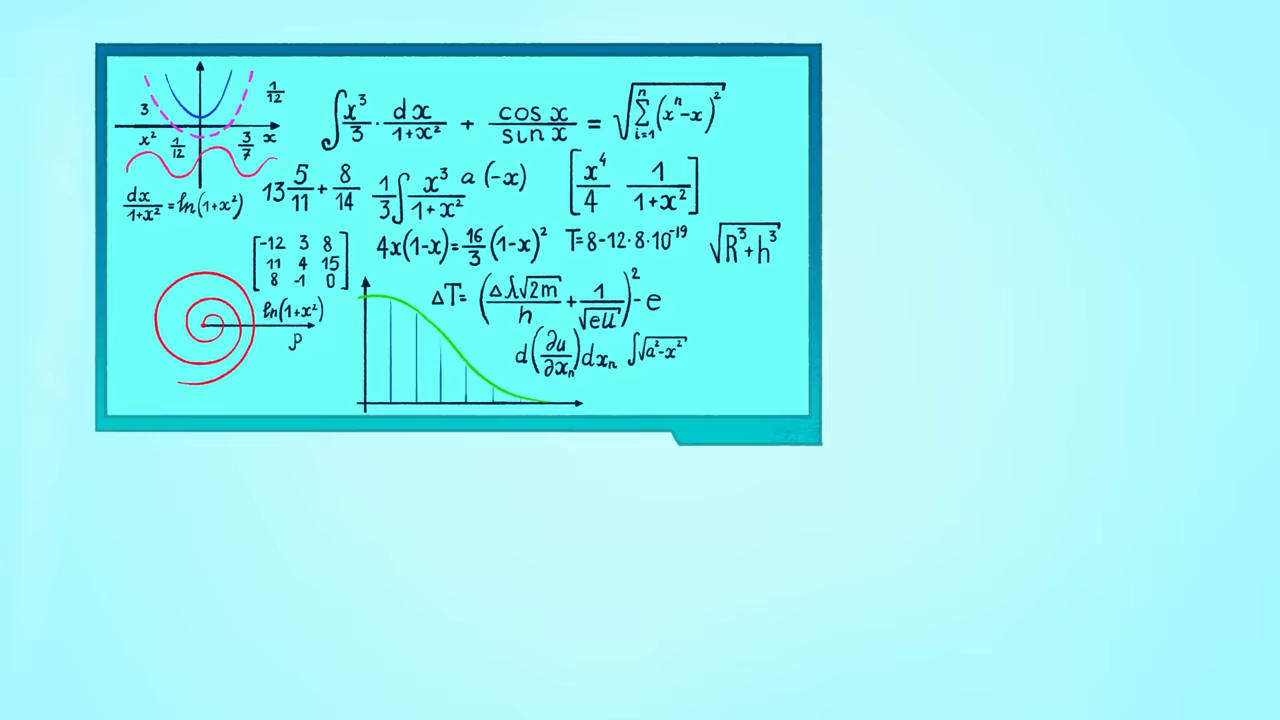 3
1/12
x² 1/12 3/7 x
∫ x³/3 · dx/1+x² + cos x/sin x = √∑ⁿᵢ₌₁(xⁿ-x)²
dx/1+x² = ln(1+x²)
13 5/11 + 8/14
1/3 ∫ x³/1+x² a(-x)
[x⁴/4 1/1+x²]
[-12 3 8
11 4 15
8 -1 0]
4x(1-x)=16/3(1-x)²
T=8-12·8·10⁻¹⁹
√R³+h³
ln(1+x²)
ρ
ΔT= (Δλ√2m/h + 1/√eU)² - e
d(∂u/∂xₙ)dxₙ ∫√a²-x²